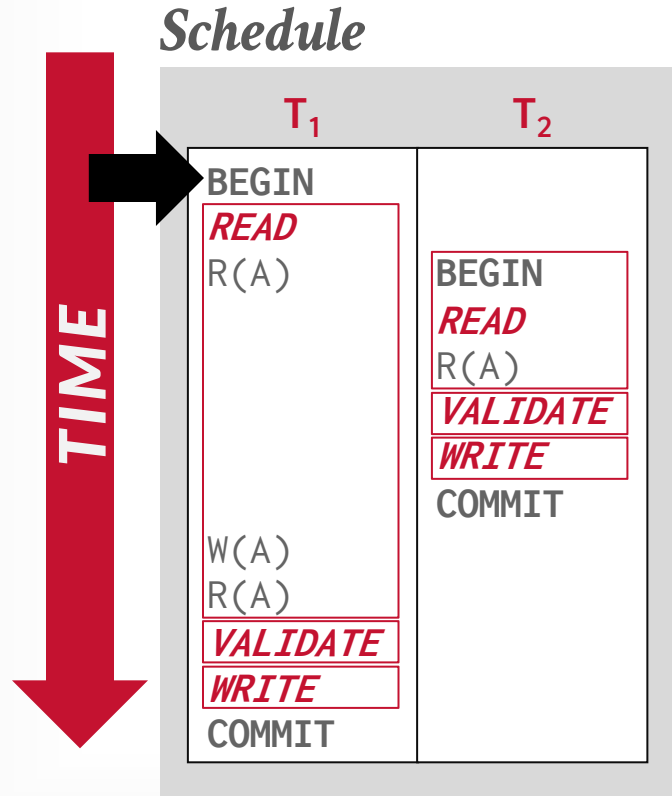 Schedule
TIME
T₁ T₂
BEGIN
READ
R(A) BEGIN
READ
R(A)
VALIDATE
WRITE
COMMIT
W(A)
R(A)
VALIDATE
WRITE
COMMIT